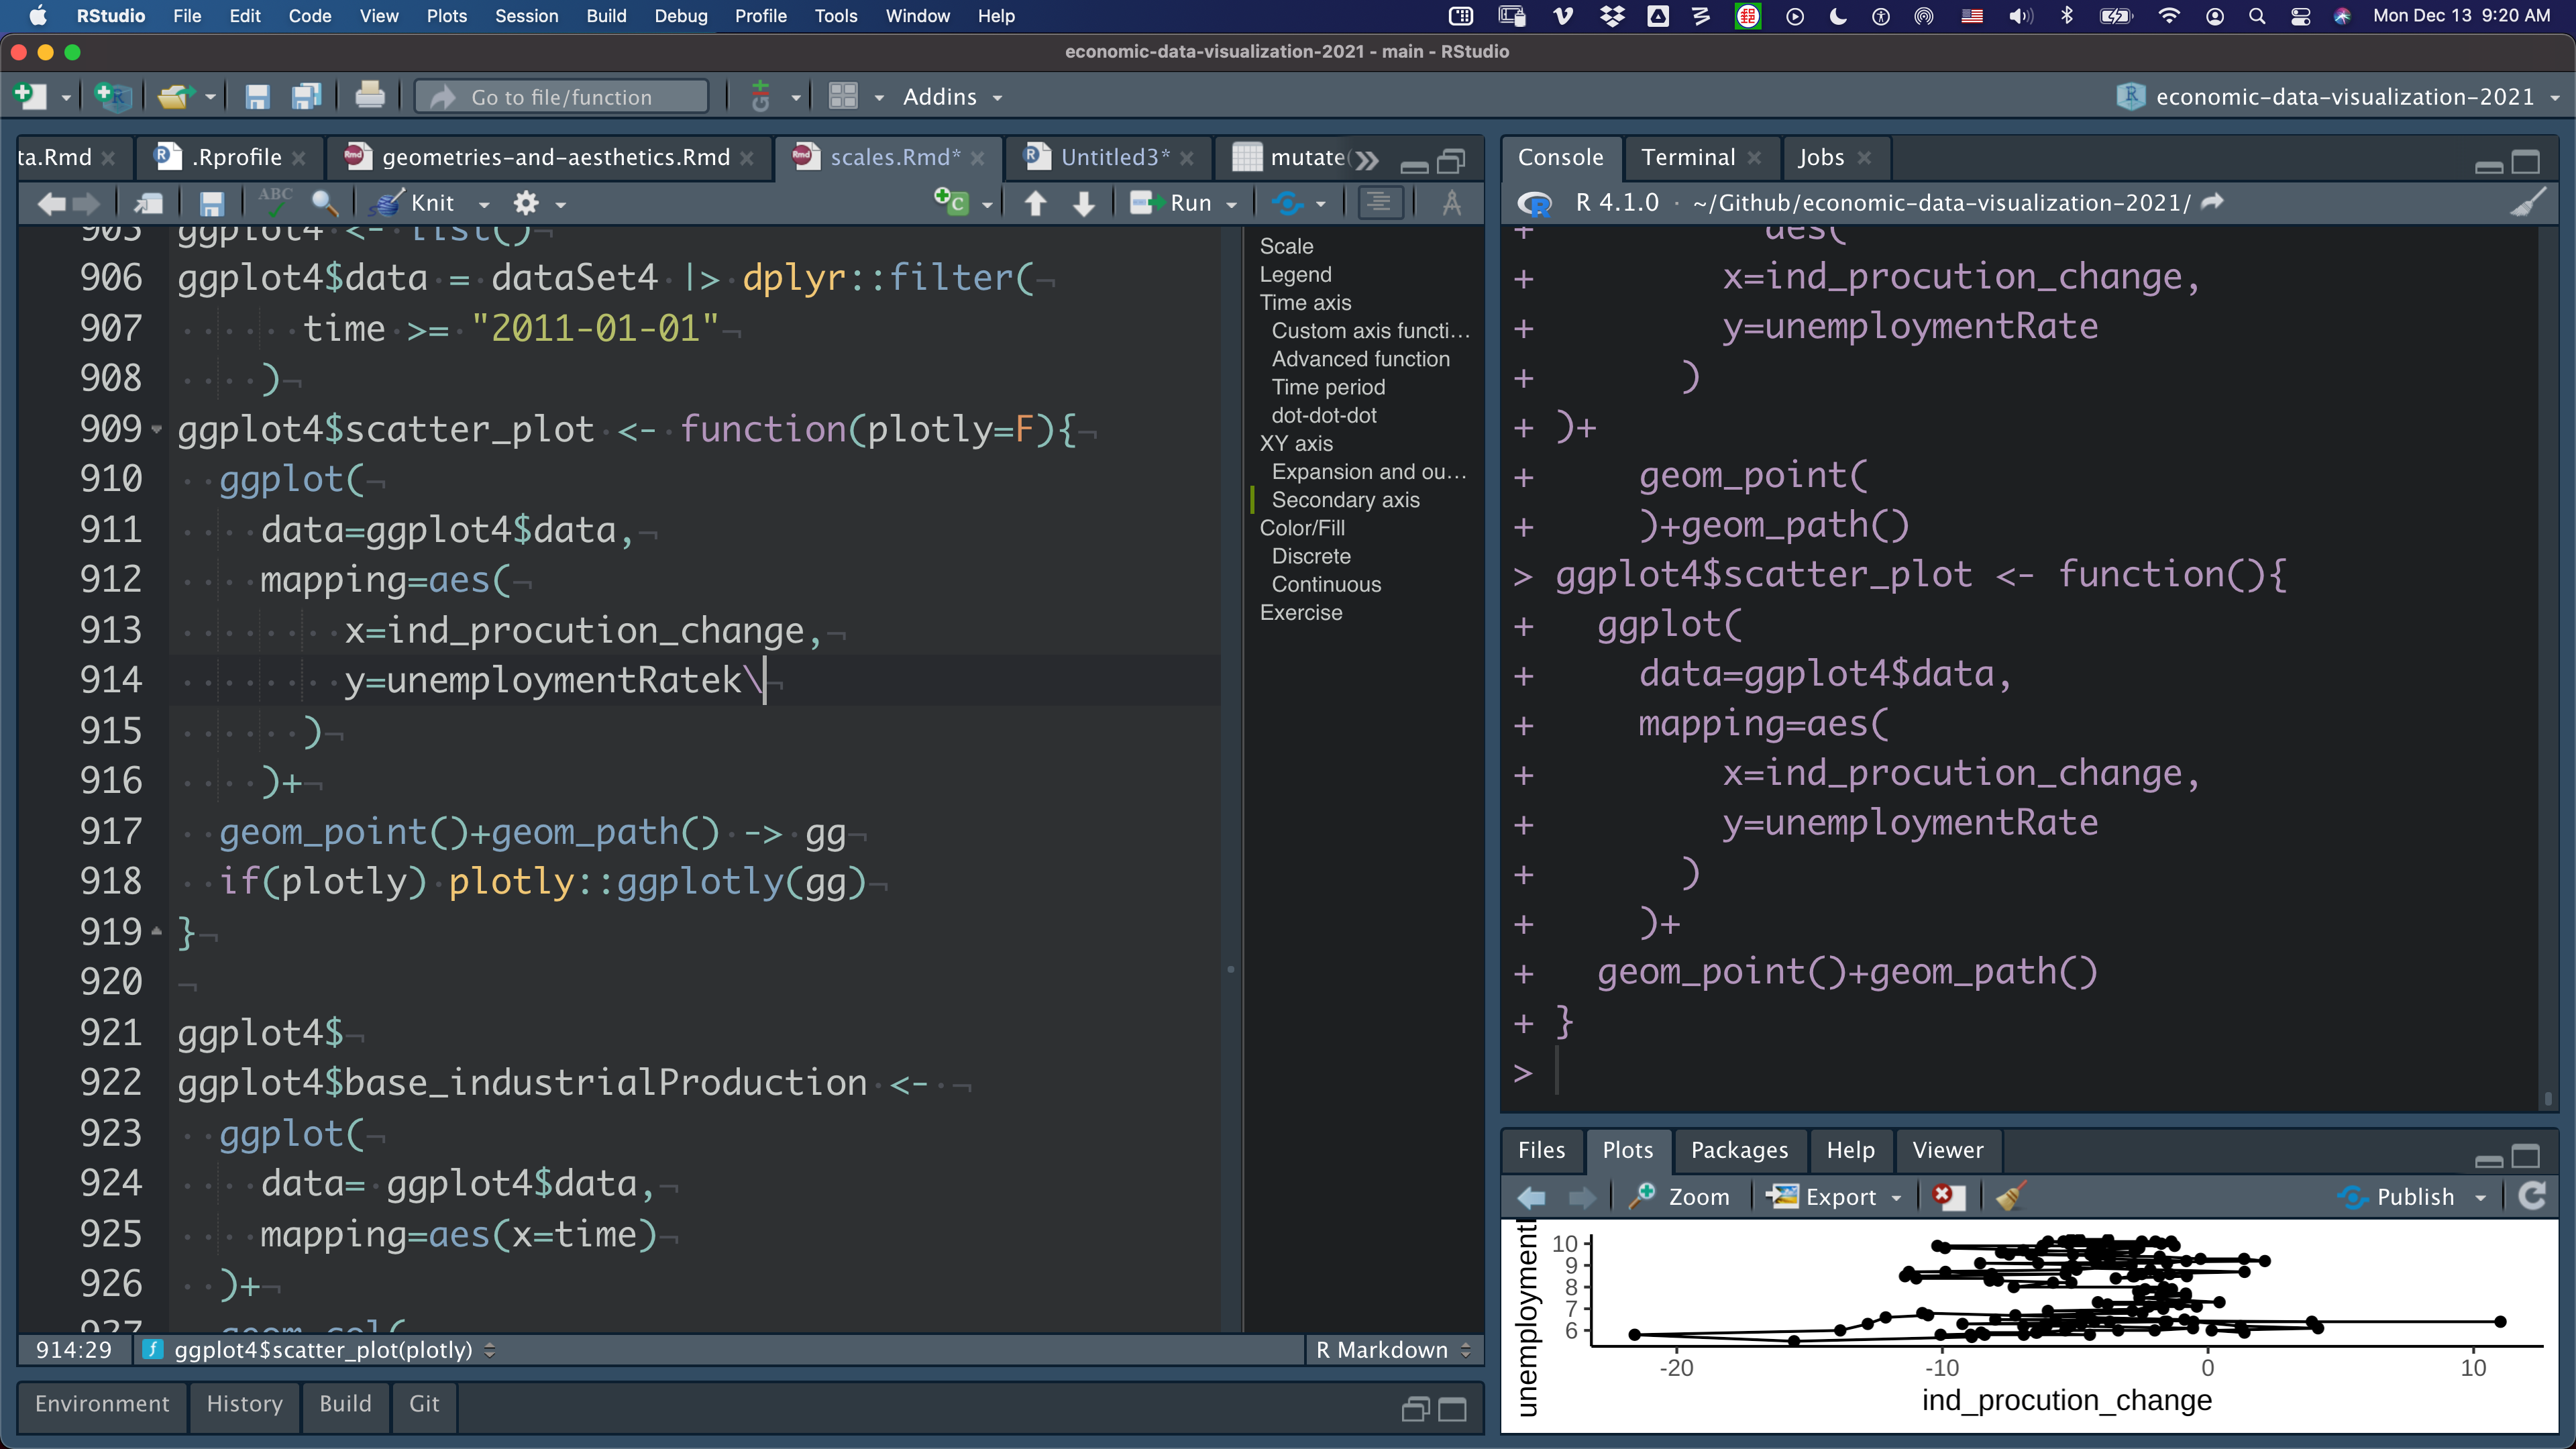 RStudio File Edit Code View Plots Session Build Debug Profile Tools Window Help Mon Dec 13 9:20 AM
economic-data-visualization-2021 - main - RStudio
Go to file/function Addins economic-data-visualization-2021
ta.Rmd .Rprofile geometries-and-aesthetics.Rmd scales.Rmd* Untitled3* mutate(
ABC Knit Run
905 ggplot4 <- list()
906 ggplot4$data = dataSet4 |> dplyr::filter(
907 time >= "2011-01-01"
908 )
909 ggplot4$scatter_plot <- function(plotly=F){
910 ggplot(
911 data=ggplot4$data,
912 mapping=aes(
913 x=ind_procution_change,
914 y=unemploymentRatek\
915 )
916 )+
917 geom_point()+geom_path() -> gg
918 if(plotly) plotly::ggplotly(gg)
919 }
920
921 ggplot4$
922 ggplot4$base_industrialProduction <-
923 ggplot(
924 data= ggplot4$data,
925 mapping=aes(x=time)
926 )+
927 geom_col(
914:29 ggplot4$scatter_plot(plotly) R Markdown
Environment History Build Git
Scale
Legend
Time axis
Custom axis functi...
Advanced function
Time period
dot-dot-dot
XY axis
Expansion and ou...
Secondary axis
Color/Fill
Discrete
Continuous
Exercise
Console Terminal Jobs
R 4.1.0 · ~/Github/economic-data-visualization-2021/
+ aes(
+ x=ind_procution_change,
+ y=unemploymentRate
+ )
+ )+
+ geom_point(
+ )+geom_path()
> ggplot4$scatter_plot <- function(){
+ ggplot(
+ data=ggplot4$data,
+ mapping=aes(
+ x=ind_procution_change,
+ y=unemploymentRate
+ )
+ )+
+ geom_point()+geom_path()
+ }
>
Files Plots Packages Help Viewer
Zoom Export Publish
unemployment
10
9
8
7
6
-20 -10 0 10
ind_procution_change